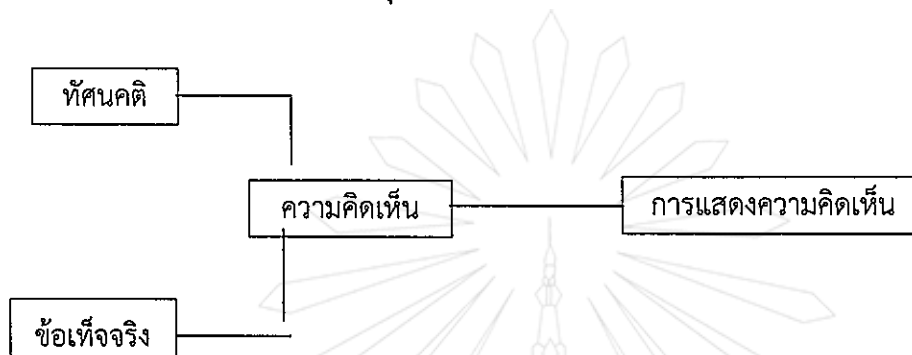 ทัศนคติ
ความคิดเห็น
การแสดงความคิดเห็น
ข้อเท็จจริง